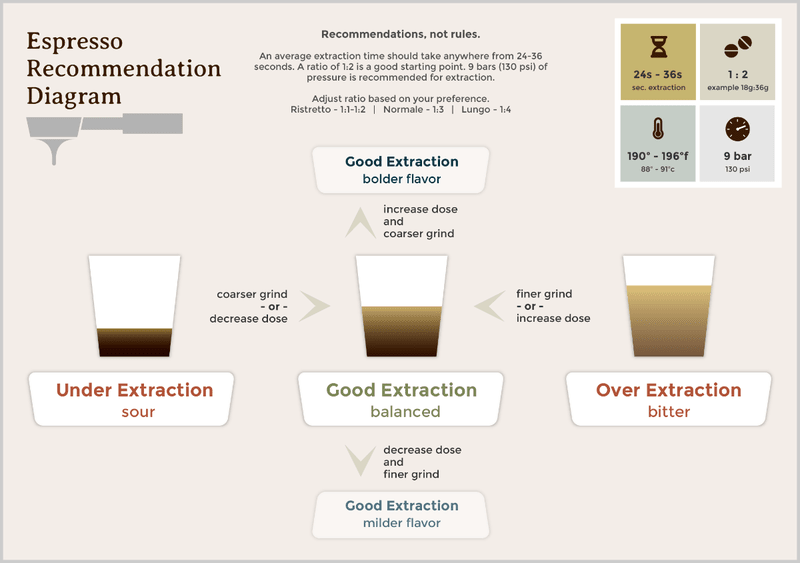 Espresso
Recommendation
Diagram
Recommendations, not rules.
An average extraction time should take anywhere from 24-36
seconds. A ratio of 1:2 is a good starting point. 9 bars (130 psi) of
pressure is recommended for extraction.
Adjust ratio based on your preference.
Ristretto - 1:1-1:2 | Normale - 1:3 | Lungo - 1:4
24s - 36s
sec. extraction
1 : 2
example 18g:36g
190° - 196°f
88° - 91°c
9 bar
130 psi
Good Extraction
bolder flavor
increase dose
and
coarser grind
coarser grind
- or -
decrease dose
finer grind
- or -
increase dose
Under Extraction
sour
Good Extraction
balanced
Over Extraction
bitter
decrease dose
and
finer grind
Good Extraction
milder flavor